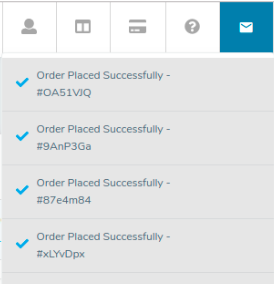 Order Placed Successfully -
#OA51VJQ
Order Placed Successfully -
#9AnP3Ga
Order Placed Successfully -
#87e4m84
Order Placed Successfully -
#xLYvDpx